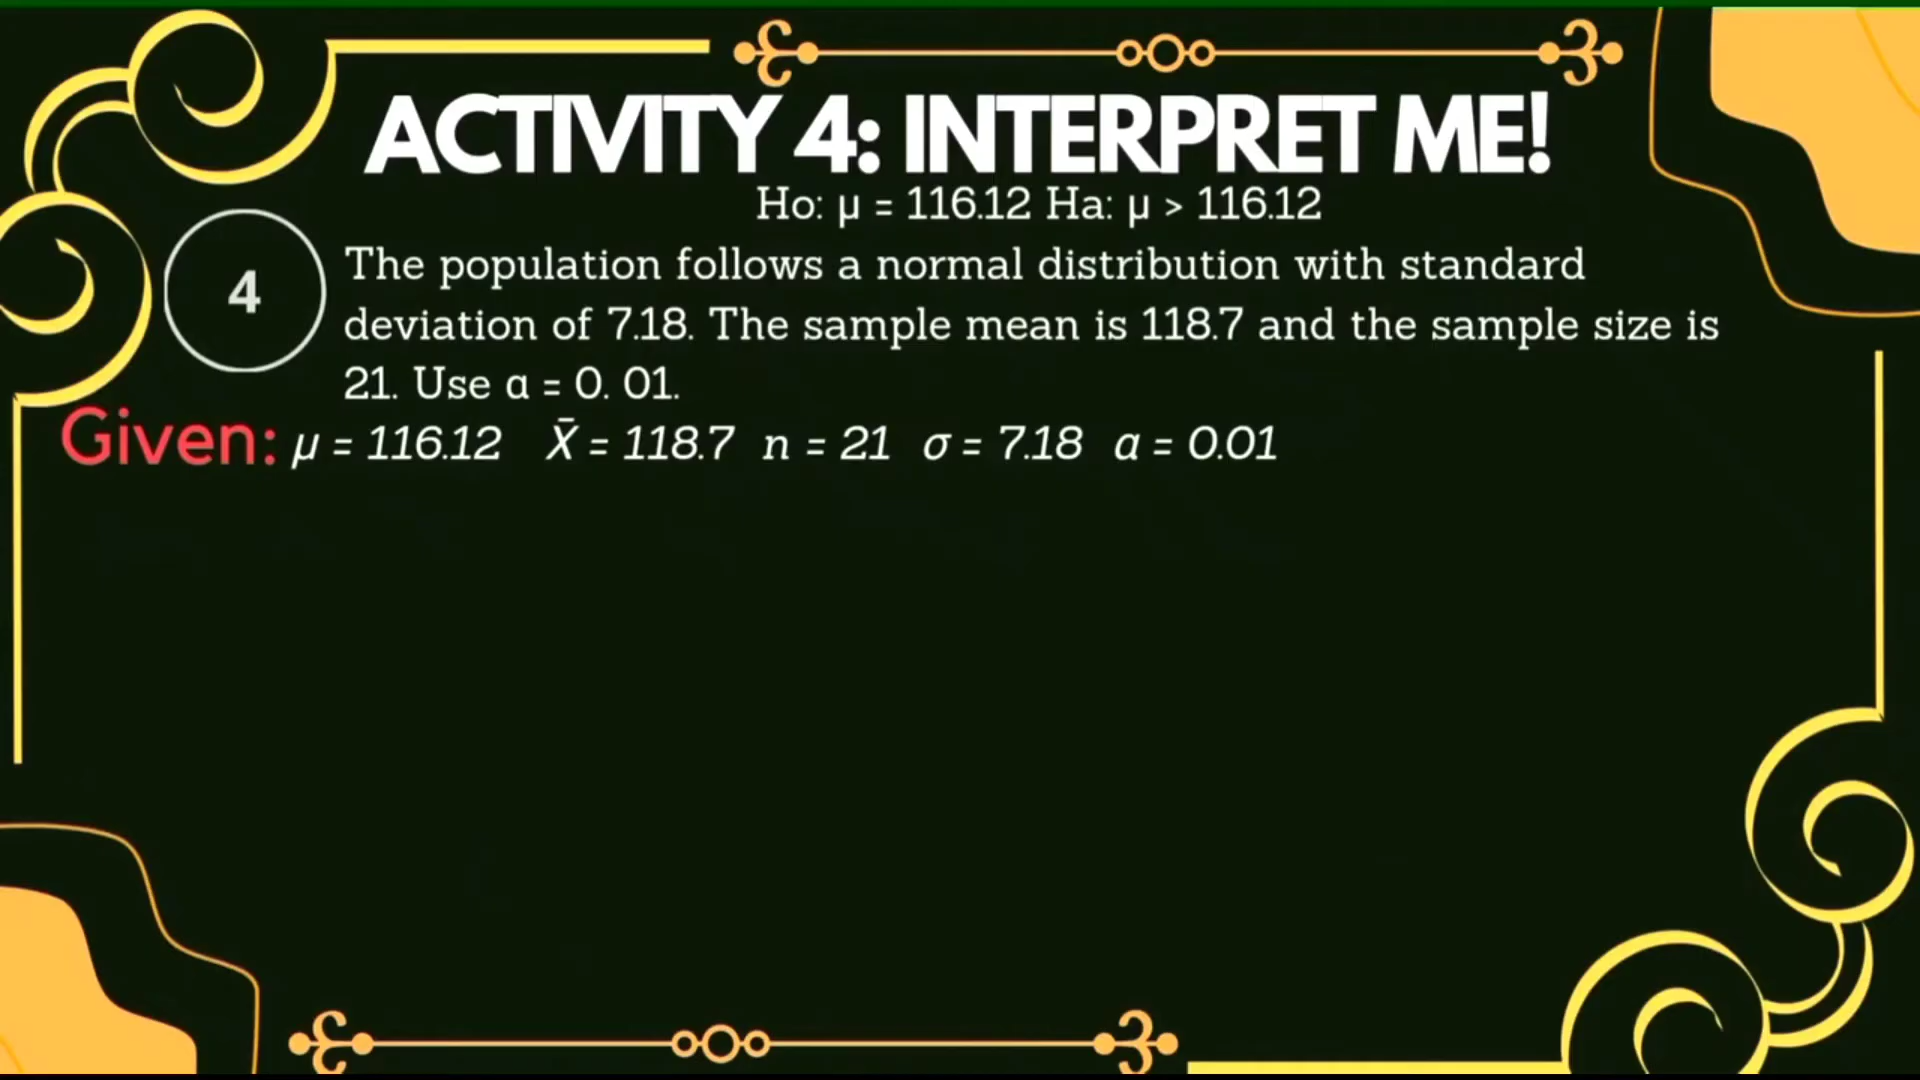 ACTIVITY 4: INTERPRET ME!
Ho: μ = 116.12 Ha: μ > 116.12
4
The population follows a normal distribution with standard
deviation of 7.18. The sample mean is 118.7 and the sample size is
21. Use α = 0. 01.
Given: μ = 116.12 X̄ = 118.7 n = 21 σ = 7.18 α = 0.01